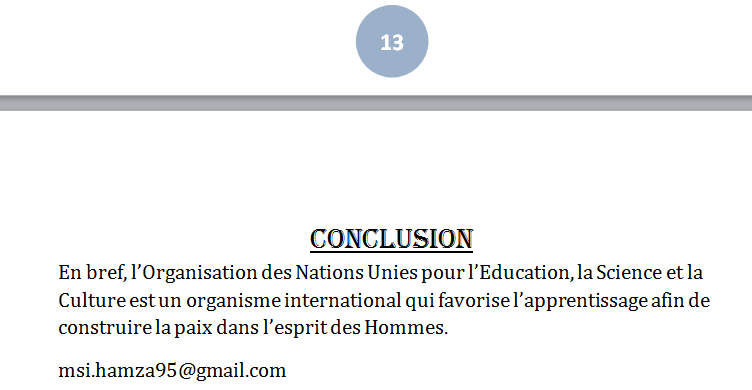 13
CONCLUSION
En bref, l’Organisation des Nations Unies pour l’Education, la Science et la
Culture est un organisme international qui favorise l’apprentissage afin de
construire la paix dans l’esprit des Hommes.
msi.hamza95@gmail.com